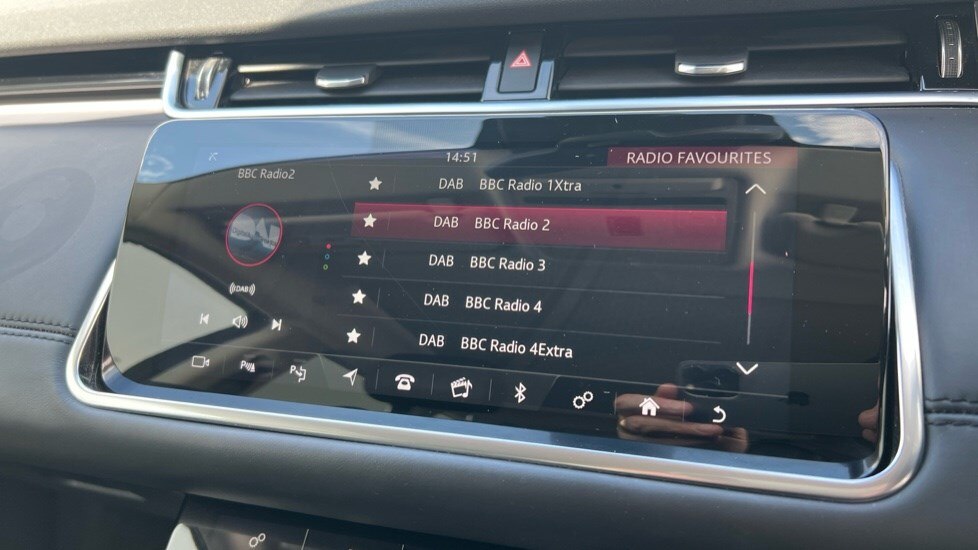 14:51
RADIO FAVOURITES
BBC Radio2
DAB BBC Radio 1Xtra
DAB BBC Radio 2
DAB BBC Radio 3
DAB BBC Radio 4
DAB BBC Radio 4Extra
((DAB))
P
P